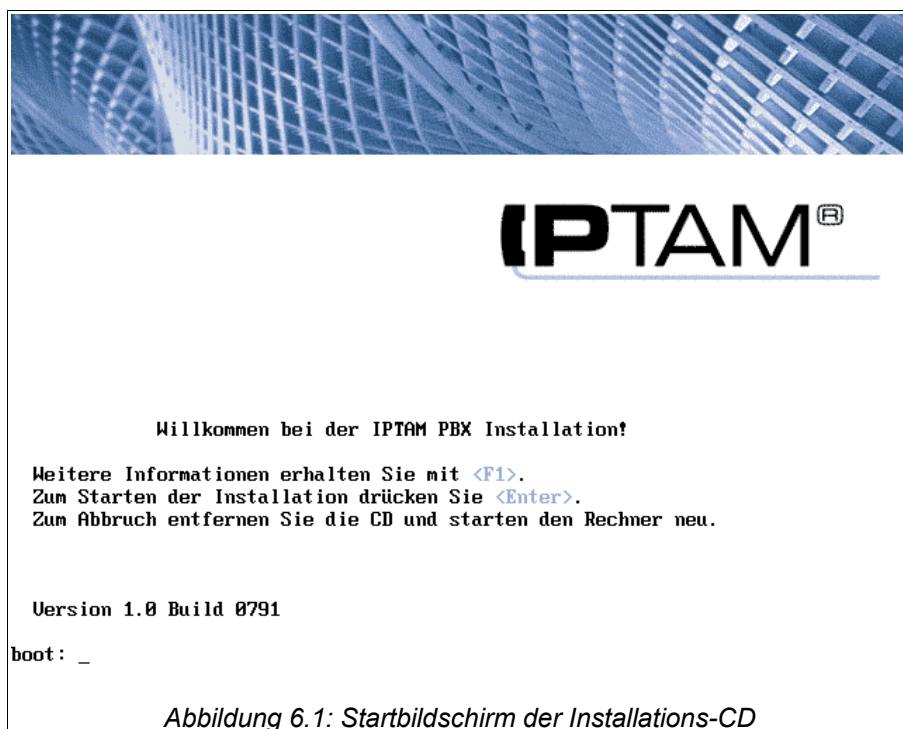 IPTAM®
Willkommen bei der IPTAM PBX Installation!
Weitere Informationen erhalten Sie mit <F1>.
Zum Starten der Installation drücken Sie <Enter>.
Zum Abbruch entfernen Sie die CD und starten den Rechner neu.
Version 1.0 Build 0791
boot: _
Abbildung 6.1: Startbildschirm der Installations-CD